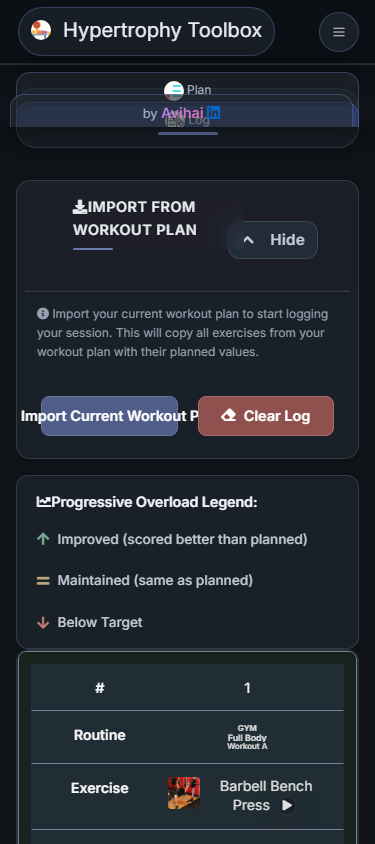 Hypertrophy Toolbox
Plan
by Avihai
Log
IMPORT FROM
WORKOUT PLAN
Hide
Import your current workout plan to start logging
your session. This will copy all exercises from your
workout plan with their planned values.
Import Current Workout P
Clear Log
Progressive Overload Legend:
Improved (scored better than planned)
Maintained (same as planned)
Below Target
# 1
Routine
GYM
Full Body
Workout A
Exercise
Barbell Bench
Press